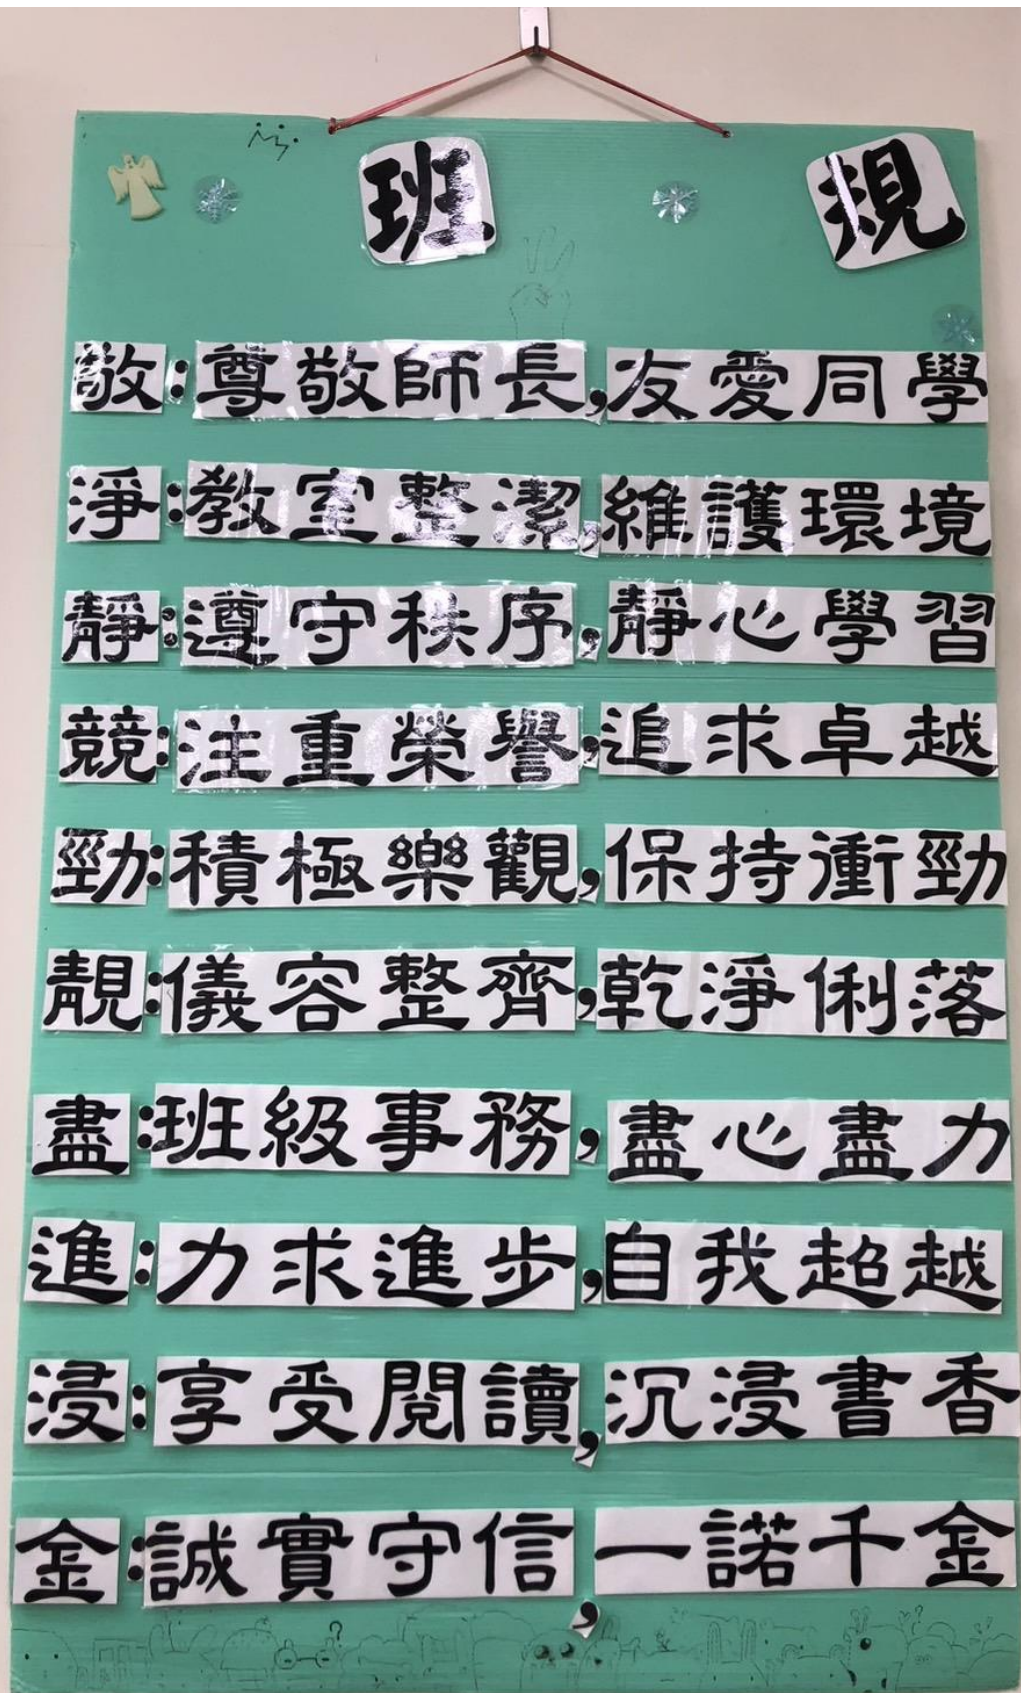 班 規
敬:尊敬師長,友愛同學
淨:教室整潔,維護環境
靜:遵守秩序,靜心學習
競:注重榮譽,追求卓越
勁:積極樂觀,保持衝勁
靚:儀容整齊,乾淨俐落
盡:班級事務,盡心盡力
進:力求進步,自我超越
浸:享受閱讀,沉浸書香
金:誠實守信,一諾千金